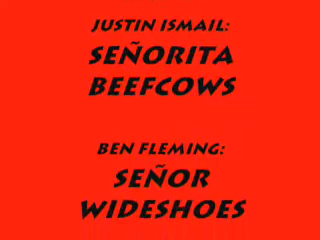 JUSTIN ISMAIL:
SEÑORITA
BEEFCOWS
BEN FLEMING:
SEÑOR
WIDESHOES